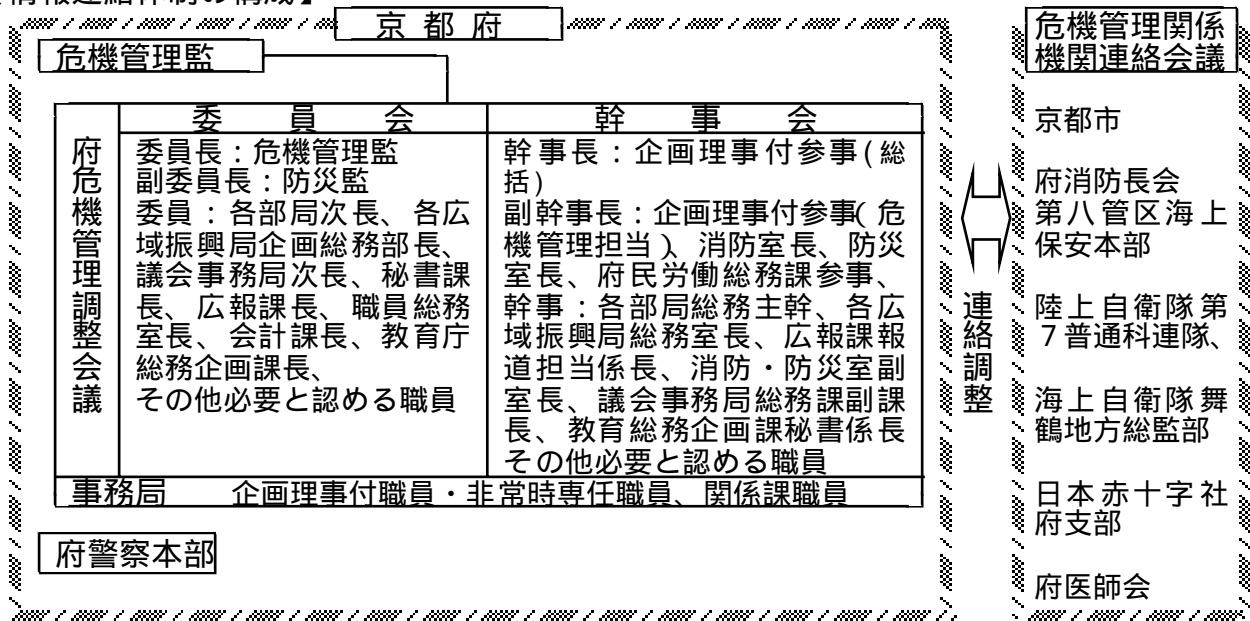 京都府
危機管理監
府危機管理調整会議
委員会
委員長：危機管理監
副委員長：防災監
委員：各部局次長、各広
域振興局企画総務部長、
議会事務局次長、秘書課
長、広報課長、職員総務
室長、会計課長、教育庁
総務企画課長、
その他必要と認める職員
幹事会
幹事長：企画理事付参事(総
括)
副幹事長：企画理事付参事(危
機管理担当)、消防室長、防災
室長、府民労働総務課参事、
幹事：各部局総務主幹、各広
域振興局総務室長、広報課報
道担当係長、消防・防災室副
室長、議会事務局総務課副課
長、教育総務企画課秘書係長
その他必要と認める職員
事務局　企画理事付職員・非常時専任職員、関係課職員
府警察本部
連絡調整
危機管理関係
機関連絡会議
京都市
府消防長会
第八管区海上
保安本部
陸上自衛隊第
７普通科連隊、
海上自衛隊舞
鶴地方総監部
日本赤十字社
府支部
府医師会